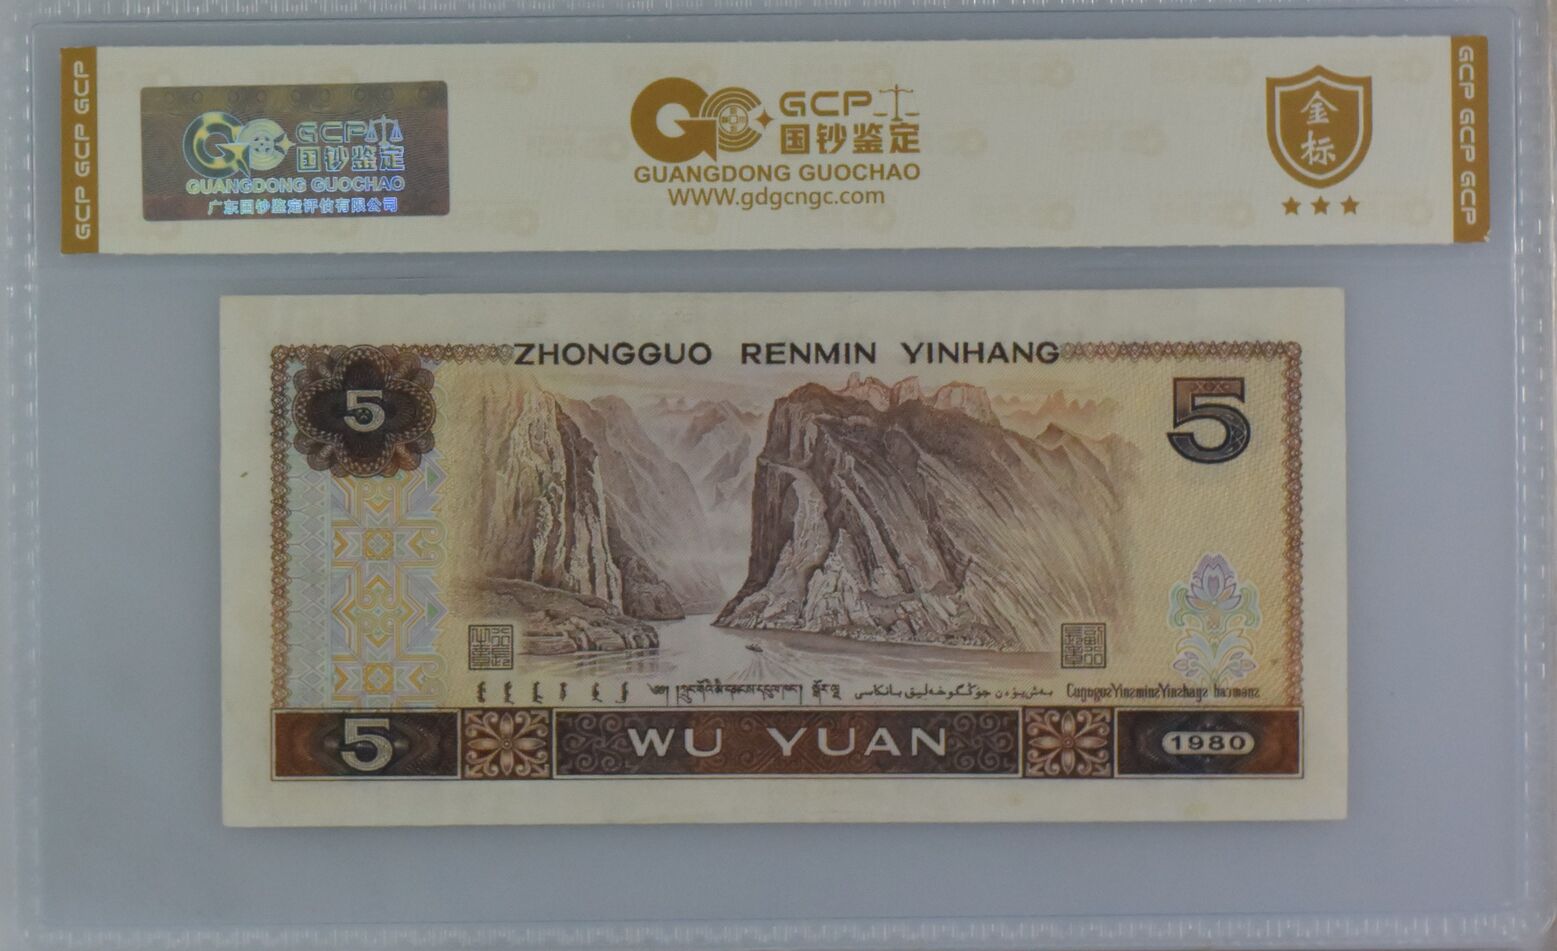 GCP GCP GCP
GCP
国钞鉴定
GUANGDONG GUOCHAO
广东国钞鉴定评估有限公司
GCP
国钞鉴定
GUANGDONG GUOCHAO
WWW.gdgcngc.com
金标
GCP GCP GCP
ZHONGGUO RENMIN YINHANG
5
5
5
WU YUAN
1980